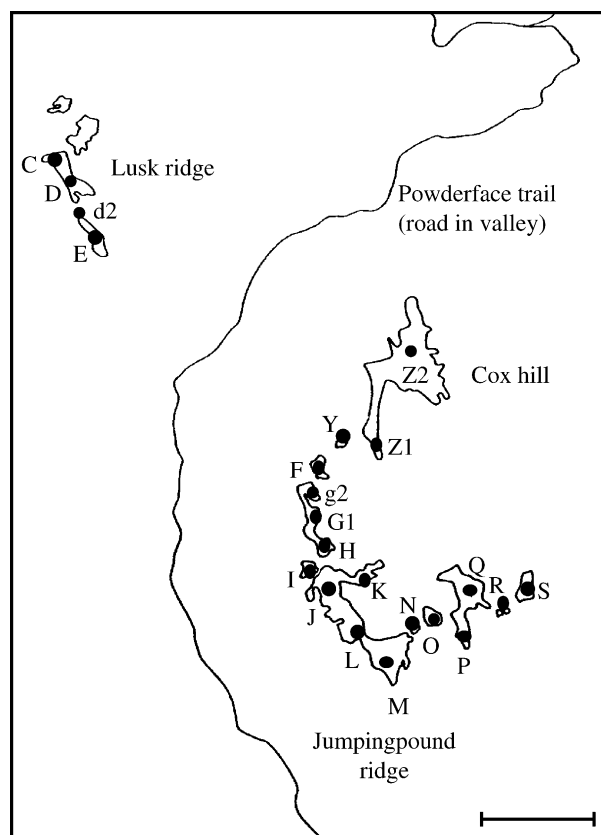 C
Lusk ridge
D
d2
E
Powderface trail
(road in valley)
Z2
Cox hill
Y
Z1
F
g2
G1
H
I
K
J
Q
R
S
N
O
L
P
M
Jumpingpound
ridge